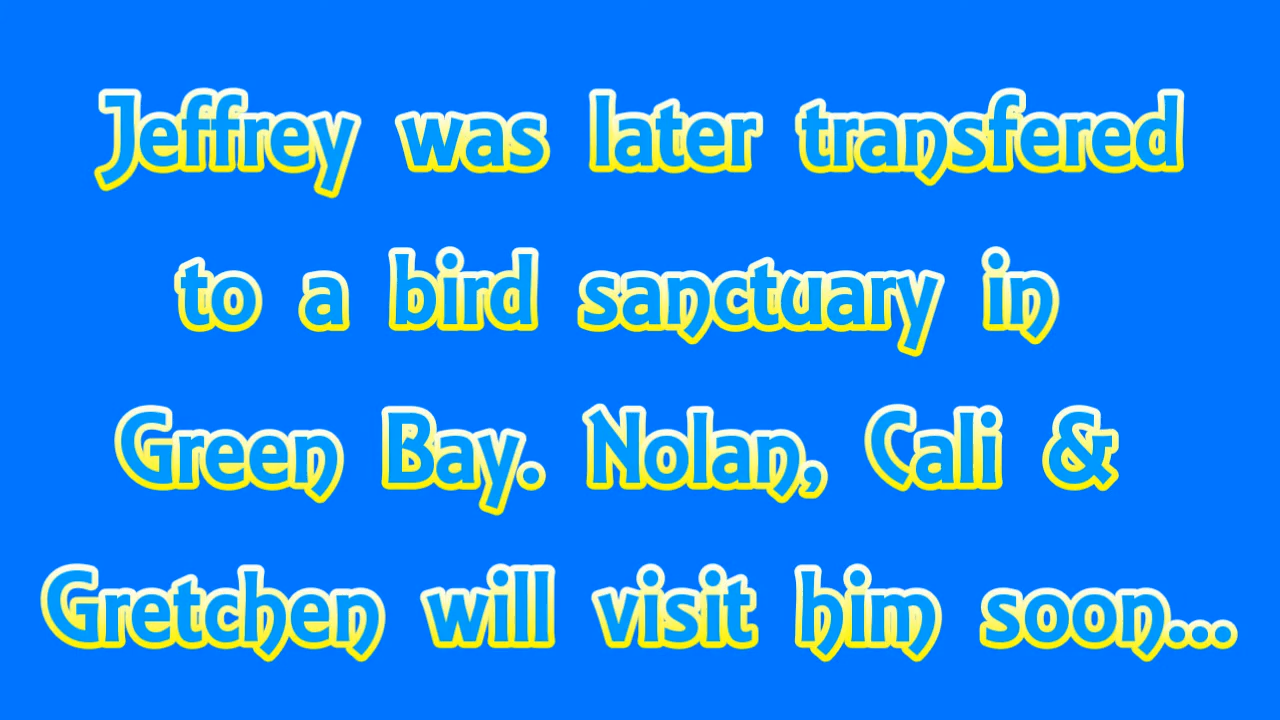 Jeffrey was later transfered
to a bird sanctuary in
Green Bay. Nolan, Cali &
Gretchen will visit him soon...